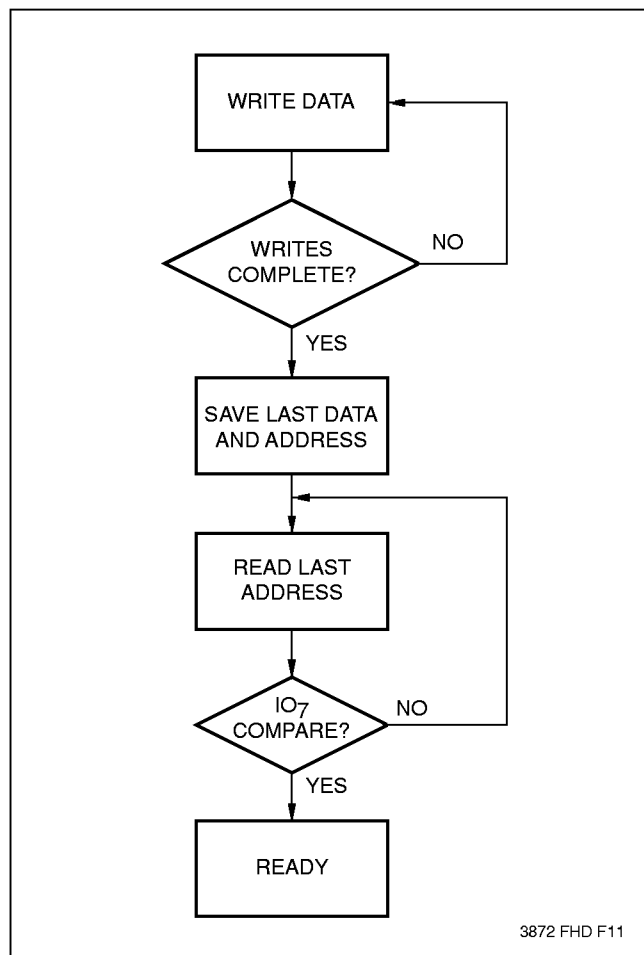 WRITE DATA
WRITES
COMPLETE?
NO
YES
SAVE LAST DATA
AND ADDRESS
READ LAST
ADDRESS
IO7
COMPARE?
NO
YES
READY
3872 FHD F11